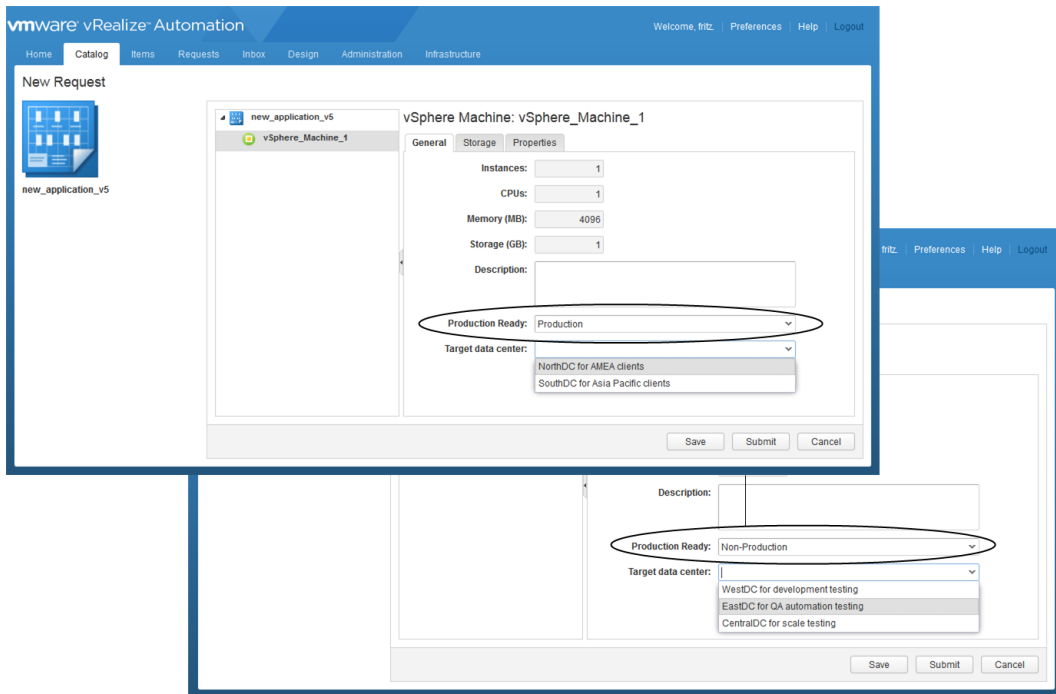 vmware vRealize™ Automation
Welcome, fritz. Preferences Help Logout
Home Catalog Items Requests Inbox Design Administration Infrastructure
New Request
new_application_v5
new_application_v5
vSphere_Machine_1
vSphere Machine: vSphere_Machine_1
General Storage Properties
Instances: 1
CPUs: 1
Memory (MB): 4096
Storage (GB): 1
Description:
Production Ready: Production
Target data center:
NorthDC for AMEA clients
SouthDC for Asia Pacific clients
Save Submit Cancel
fritz. Preferences Help Logout
Description:
Production Ready: Non-Production
Target data center:
WestDC for development testing
EastDC for QA automation testing
CentralDC for scale testing
Save Submit Cancel